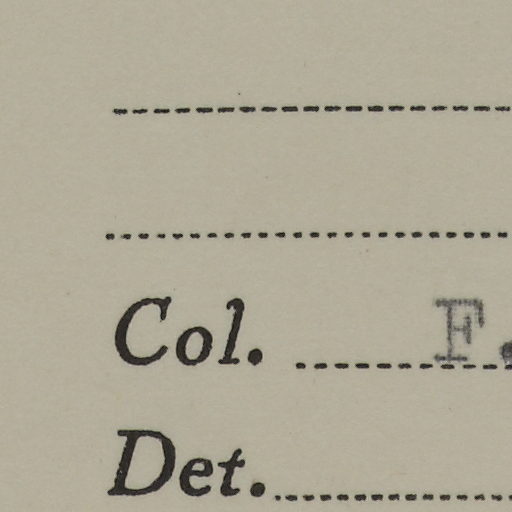 Col. F.
Det.